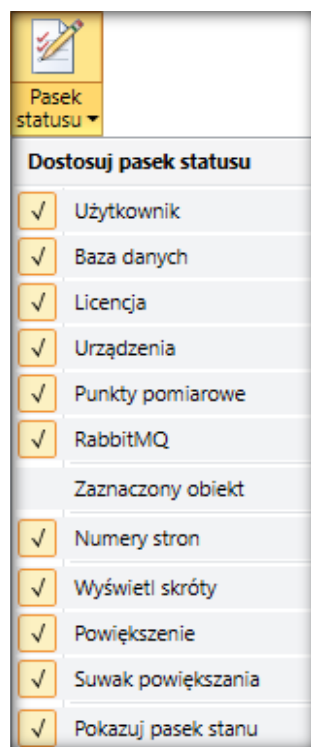 Pasek
statusu
Dostosuj pasek statusu
Użytkownik
Baza danych
Licencja
Urządzenia
Punkty pomiarowe
RabbitMQ
Zaznaczony obiekt
Numery stron
Wyświetl skróty
Powiększenie
Suwak powiększania
Pokazuj pasek stanu